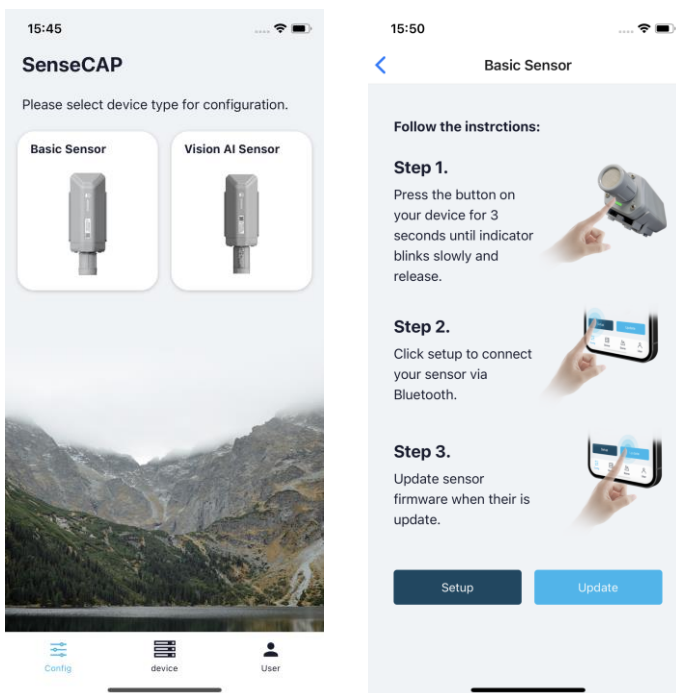 15:45
SenseCAP
Please select device type for configuration.
Basic Sensor
Vision AI Sensor
Config
device
User
15:50
Basic Sensor
Follow the instrctions:
Step 1.
Press the button on
your device for 3
seconds until indicator
blinks slowly and
release.
Step 2.
Click setup to connect
your sensor via
Bluetooth.
Step 3.
Update sensor
firmware when their is
update.
Setup
Update